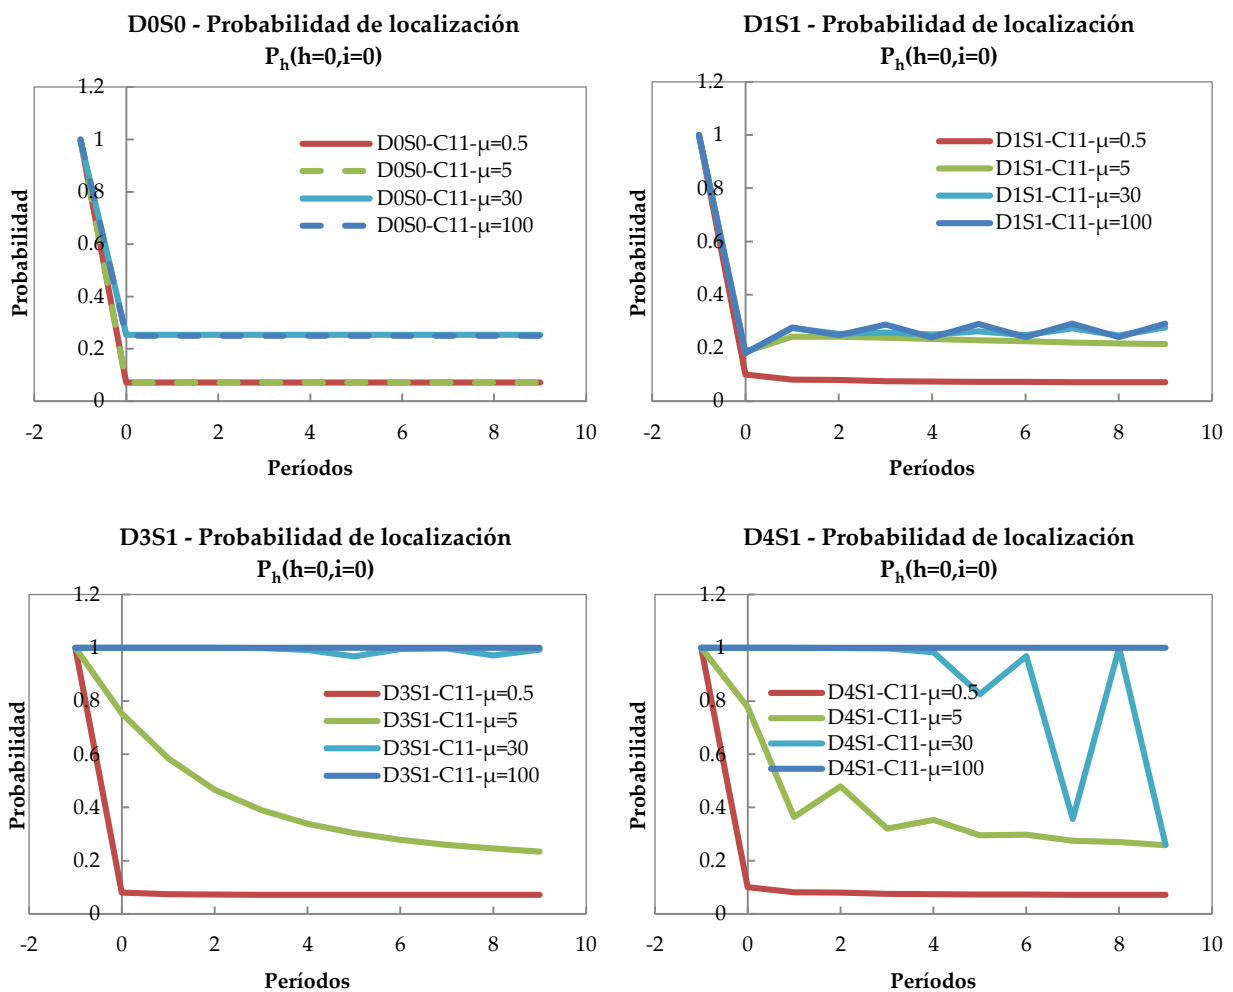 D0S0 - Probabilidad de localización
P_h(h=0,i=0)
1.2
1
0.8
0.6
0.4
0.2
0
-2 0 2 4 6 8 10
Probabilidad
Períodos
D0S0-C11-μ=0.5
D0S0-C11-μ=5
D0S0-C11-μ=30
D0S0-C11-μ=100
D1S1 - Probabilidad de localización
P_h(h=0,i=0)
1.2
1
0.8
0.6
0.4
0.2
0
-2 0 2 4 6 8 10
Probabilidad
Períodos
D1S1-C11-μ=0.5
D1S1-C11-μ=5
D1S1-C11-μ=30
D1S1-C11-μ=100
D3S1 - Probabilidad de localización
P_h(h=0,i=0)
1.2
1
0.8
0.6
0.4
0.2
0
-2 0 2 4 6 8 10
Probabilidad
Períodos
D3S1-C11-μ=0.5
D3S1-C11-μ=5
D3S1-C11-μ=30
D3S1-C11-μ=100
D4S1 - Probabilidad de localización
P_h(h=0,i=0)
1.2
1
0.8
0.6
0.4
0.2
0
-2 0 2 4 6 8 10
Probabilidad
Períodos
D4S1-C11-μ=0.5
D4S1-C11-μ=5
D4S1-C11-μ=30
D4S1-C11-μ=100